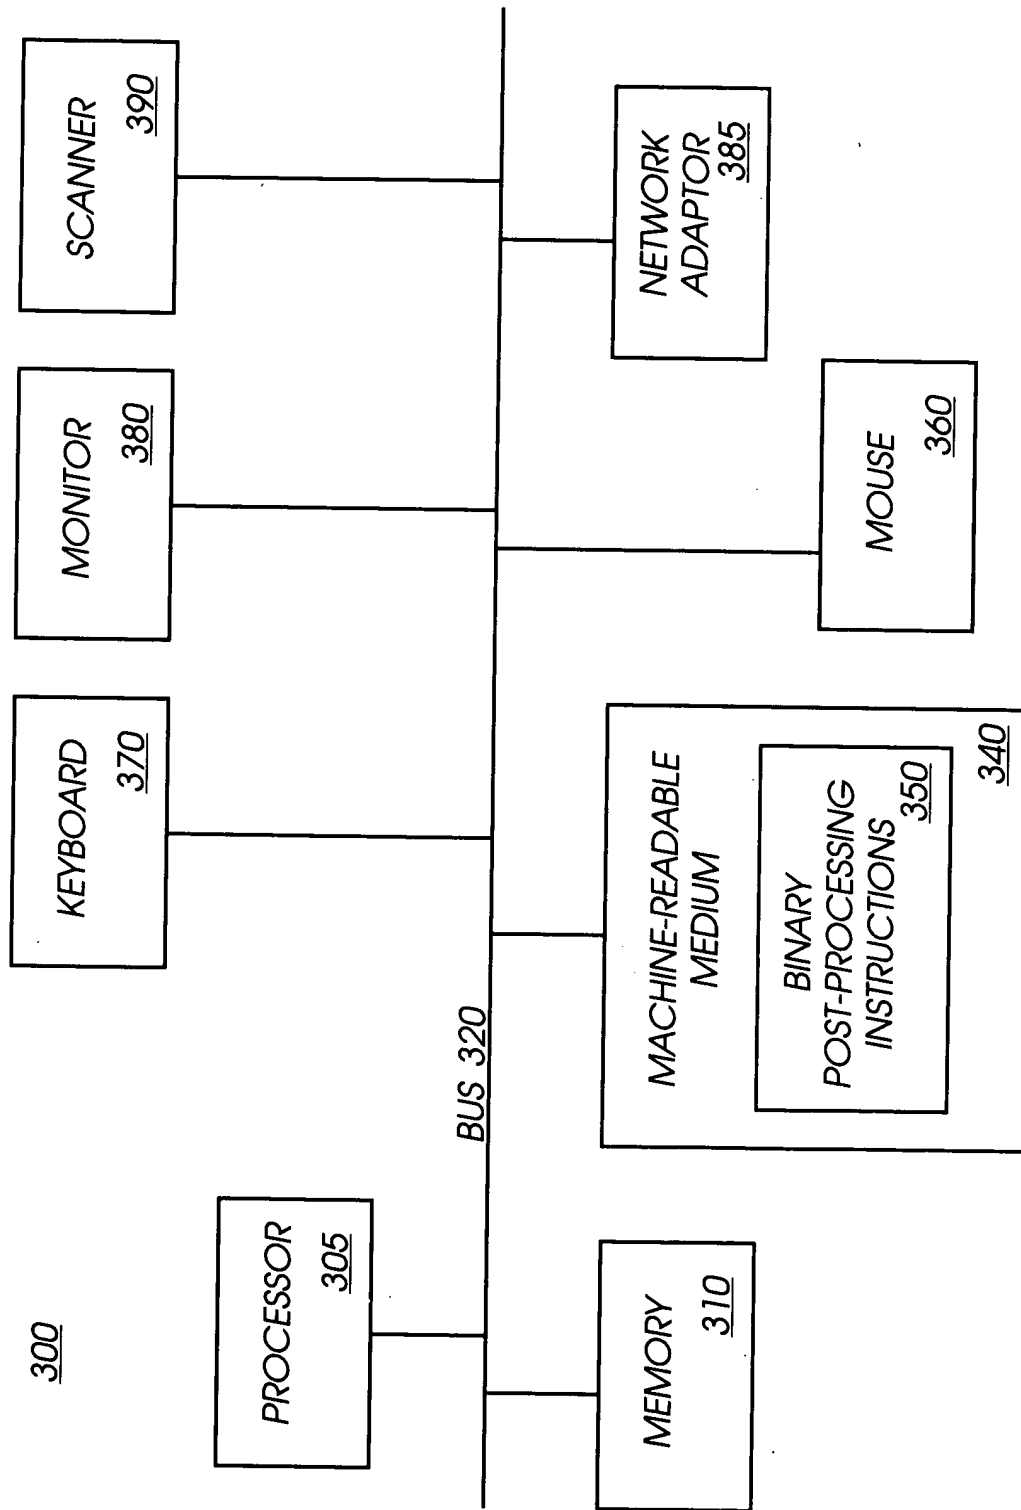 300
PROCESSOR
305
KEYBOARD
370
MONITOR
380
SCANNER
390
BUS 320
MEMORY
310
MACHINE-READABLE
MEDIUM
BINARY
POST-PROCESSING
INSTRUCTIONS
350
340
MOUSE
360
NETWORK
ADAPTOR
385